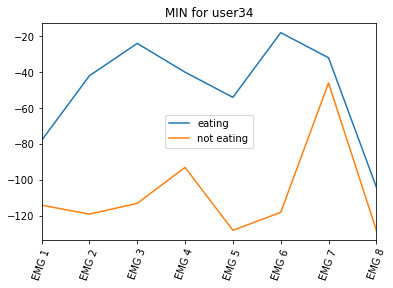 MIN for user34
−20
−40
−60
−80
−100
−120
eating
not eating
EMG 1
EMG 2
EMG 3
EMG 4
EMG 5
EMG 6
EMG 7
EMG 8